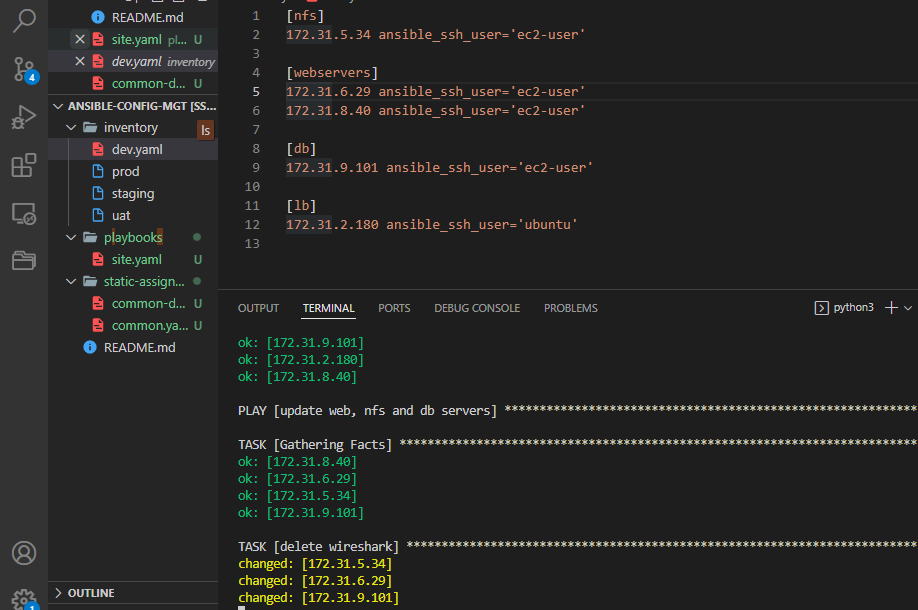 README.md
site.yaml pl... U
dev.yaml inventory
common-d... U
ANSIBLE-CONFIG-MGT [SS...
inventory
ls
dev.yaml
prod
staging
uat
playbooks
site.yaml U
static-assign...
common-d... U
common.ya... U
README.md
OUTLINE
4
1
1 [nfs]
2 172.31.5.34 ansible_ssh_user='ec2-user'
3
4 [webservers]
5 172.31.6.29 ansible_ssh_user='ec2-user'
6 172.31.8.40 ansible_ssh_user='ec2-user'
7
8 [db]
9 172.31.9.101 ansible_ssh_user='ec2-user'
10
11 [lb]
12 172.31.2.180 ansible_ssh_user='ubuntu'
13
OUTPUT TERMINAL PORTS DEBUG CONSOLE PROBLEMS python3
ok: [172.31.9.101]
ok: [172.31.2.180]
ok: [172.31.8.40]
PLAY [update web, nfs and db servers] ***********************************************************
TASK [Gathering Facts] **************************************************************************
ok: [172.31.8.40]
ok: [172.31.6.29]
ok: [172.31.5.34]
ok: [172.31.9.101]
TASK [delete wireshark] *************************************************************************
changed: [172.31.5.34]
changed: [172.31.6.29]
changed: [172.31.9.101]